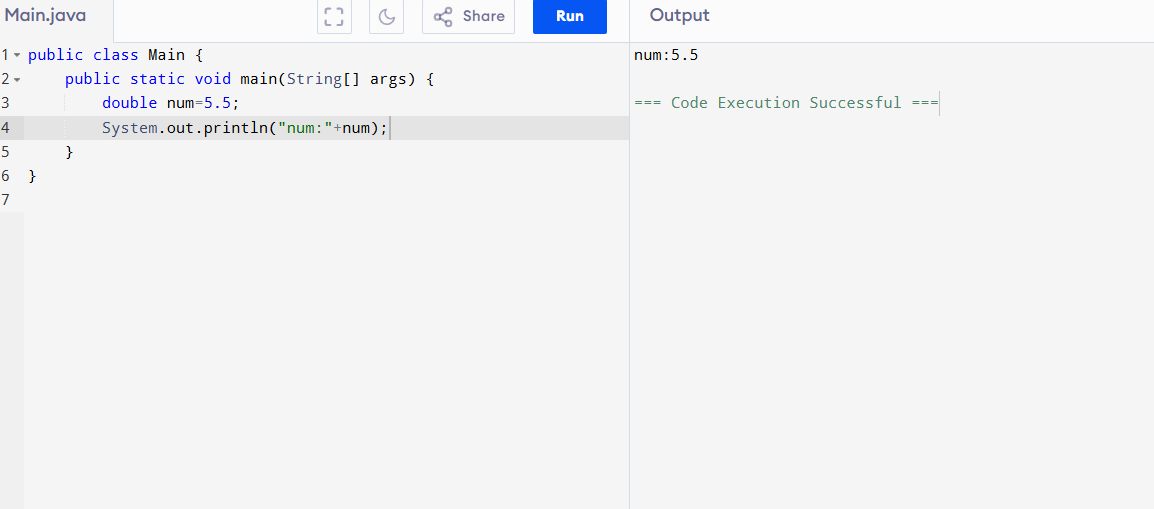 Main.java Share Run Output
1 public class Main {
2 public static void main(String[] args) {
3 double num=5.5;
4 System.out.println("num:"+num);
5 }
6 }
7
num:5.5
=== Code Execution Successful ===